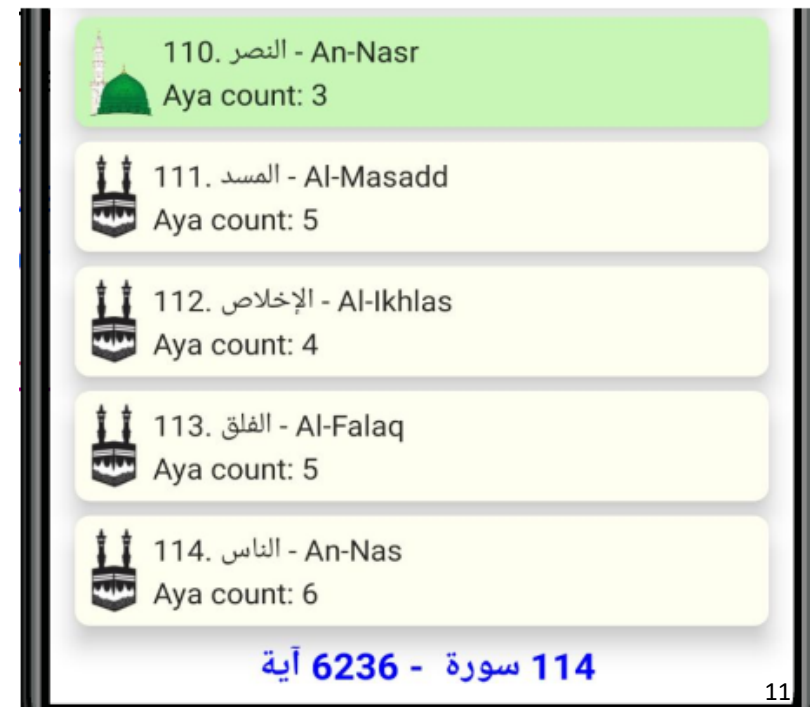 110. النصر - An-Nasr
Aya count: 3
111. المسد - Al-Masadd
Aya count: 5
112. الإخلاص - Al-Ikhlas
Aya count: 4
113. الفلق - Al-Falaq
Aya count: 5
114. الناس - An-Nas
Aya count: 6
114 سورة - 6236 آية
11